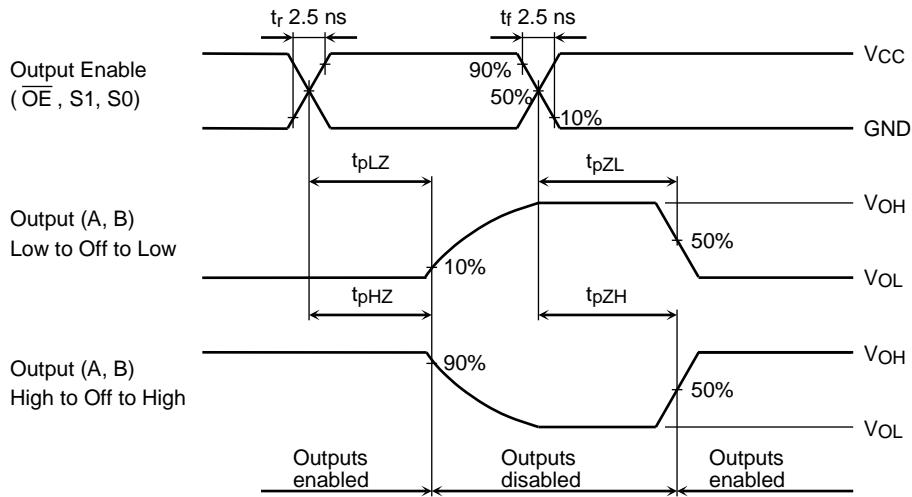 tr 2.5 ns
tf 2.5 ns
Output Enable
( OE , S1, S0)
90%
50%
10%
VCC
GND
tpLZ
tpZL
Output (A, B)
Low to Off to Low
10%
50%
VOH
VOL
tpHZ
tpZH
Output (A, B)
High to Off to High
90%
50%
VOH
VOL
Outputs
enabled
Outputs
disabled
Outputs
enabled